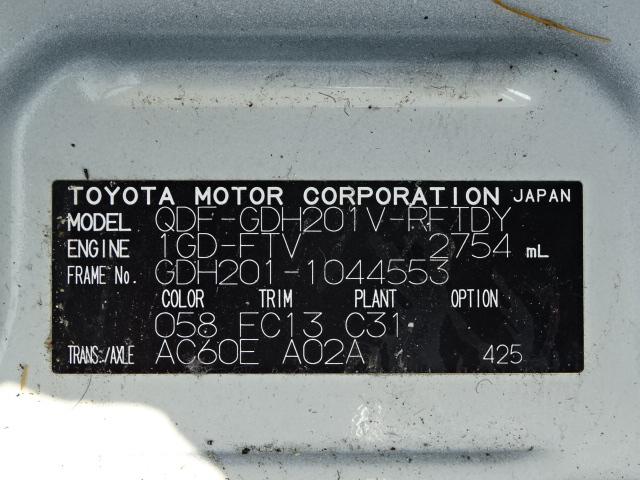 TOYOTA MOTOR CORPORATION JAPAN
MODEL QDF-GDH201V-RFTDY
ENGINE 1GD-FTV 2754 mL
FRAME No. GDH201-1044553
COLOR TRIM PLANT OPTION
058 FC13 C31
TRANS./AXLE AC60E A02A 425